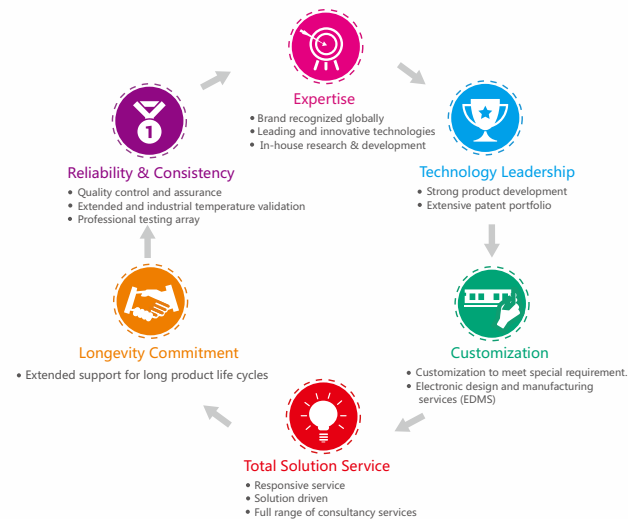 Expertise
• Brand recognized globally
• Leading and innovative technologies
• In-house research & development
Technology Leadership
• Strong product development
• Extensive patent portfolio
Customization
• Customization to meet special requirement.
• Electronic design and manufacturing
services (EDMS)
Total Solution Service
• Responsive service
• Solution driven
• Full range of consultancy services
Longevity Commitment
• Extended support for long product life cycles
1
Reliability & Consistency
• Quality control and assurance
• Extended and industrial temperature validation
• Professional testing array